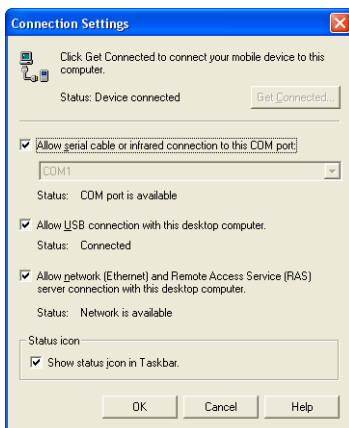 Connection Settings
Click Get Connected to connect your mobile device to this
computer.
Status: Device connected
Get Connected...
Allow serial cable or infrared connection to this COM port:
COM1
Status: COM port is available
Allow USB connection with this desktop computer.
Status: Connected
Allow network (Ethernet) and Remote Access Service (RAS)
server connection with this desktop computer.
Status: Network is available
Status icon
Show status icon in Taskbar.
OK Cancel Help